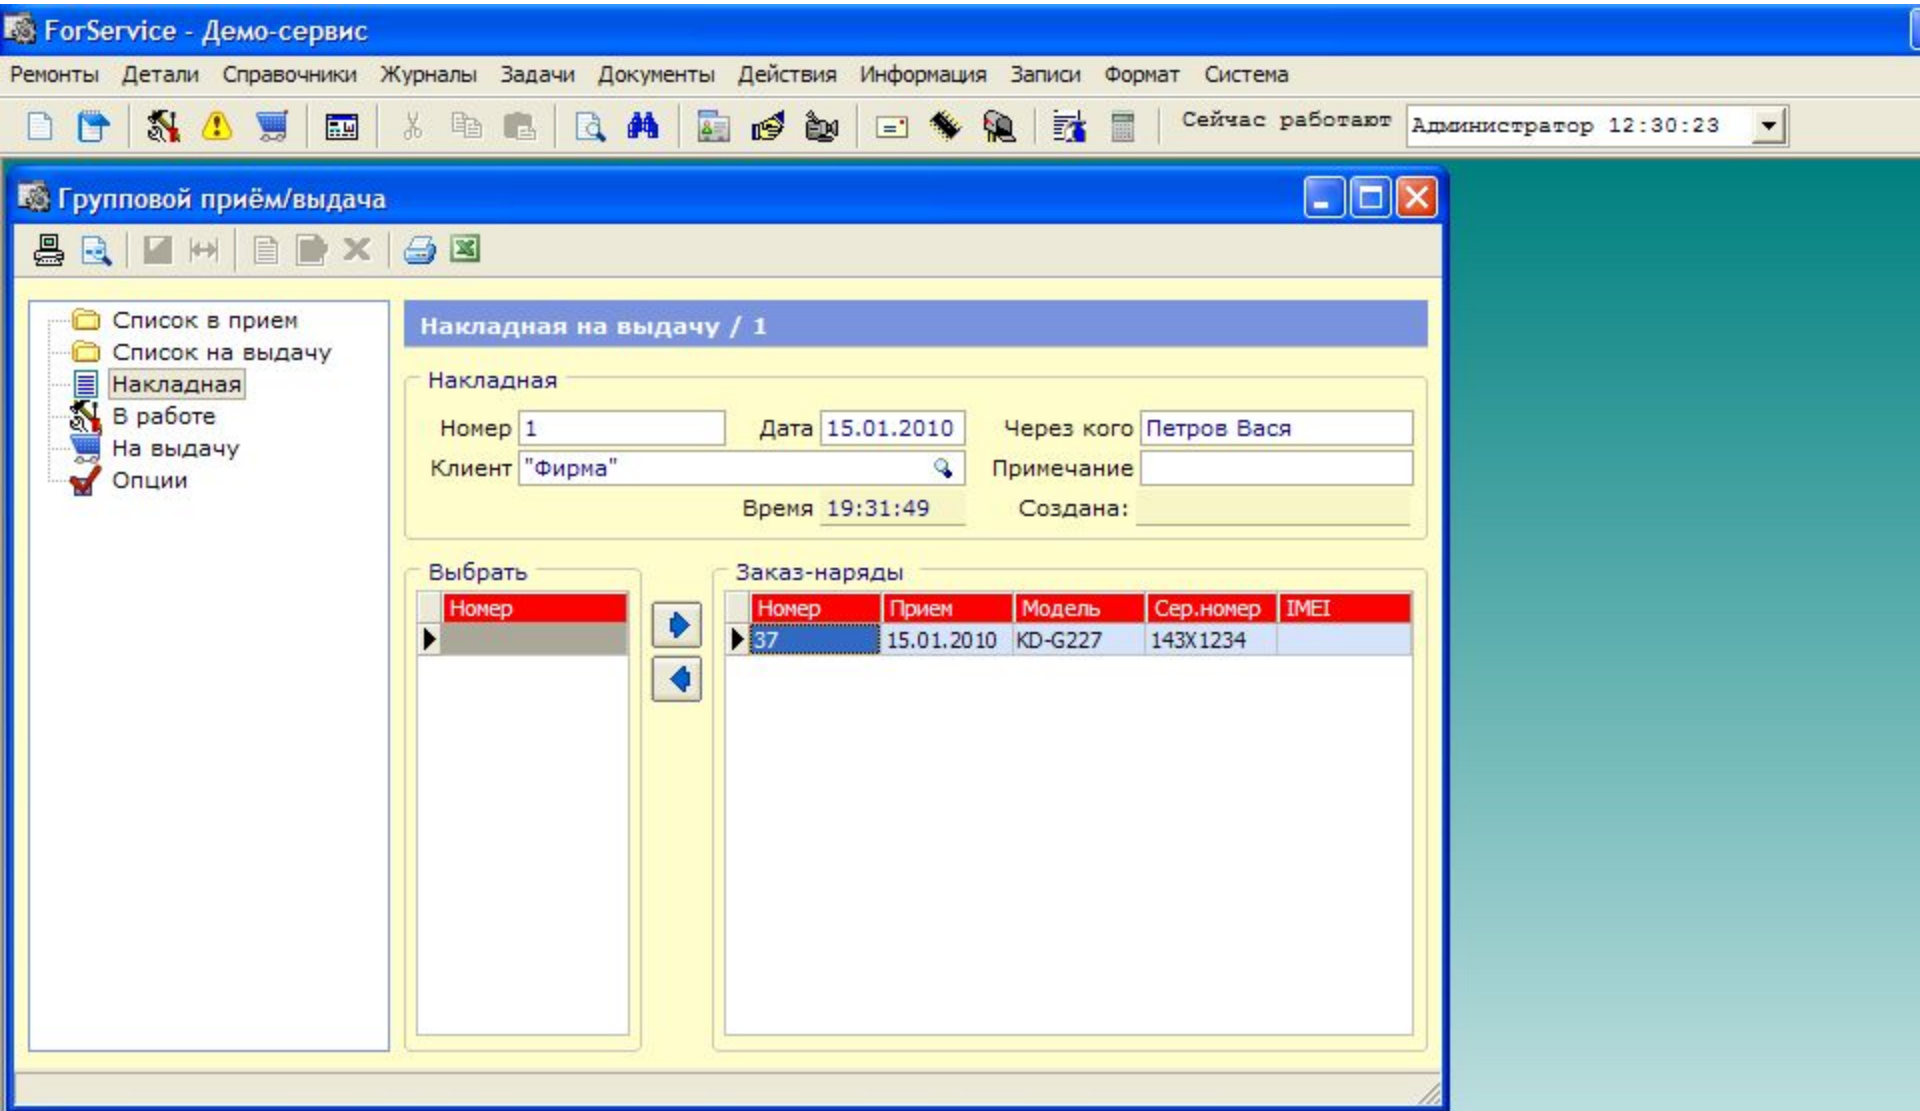 ForService - Демо-сервис
Ремонты Детали Справочники Журналы Задачи Документы Действия Информация Записи Формат Система
Сейчас работают Администратор 12:30:23
Групповой приём/выдача
Список в прием
Список на выдачу
Накладная
В работе
На выдачу
Опции
Накладная на выдачу / 1
Накладная
Номер 1 Дата 15.01.2010 Через кого Петров Вася
Клиент "Фирма" Примечание
Время 19:31:49 Создана:
Выбрать
Номер
Заказ-наряды
Номер Прием Модель Сер.номер IMEI
37 15.01.2010 KD-G227 143X1234